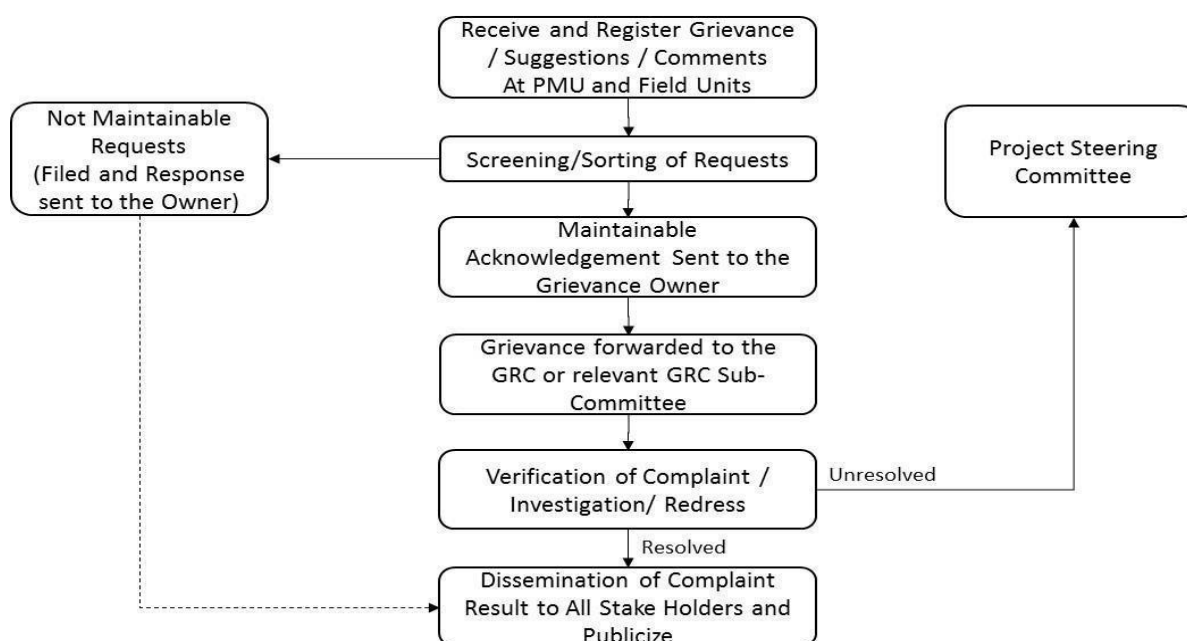 Receive and Register Grievance
/ Suggestions / Comments
At PMU and Field Units
Not Maintainable
Requests
(Filed and Response
sent to the Owner)
Screening/Sorting of Requests
Project Steering
Committee
Maintainable
Acknowledgement Sent to the
Grievance Owner
Grievance forwarded to the
GRC or relevant GRC Sub-
Committee
Verification of Complaint /
Investigation/ Redress
Unresolved
Resolved
Dissemination of Complaint
Result to All Stake Holders and
Publicize